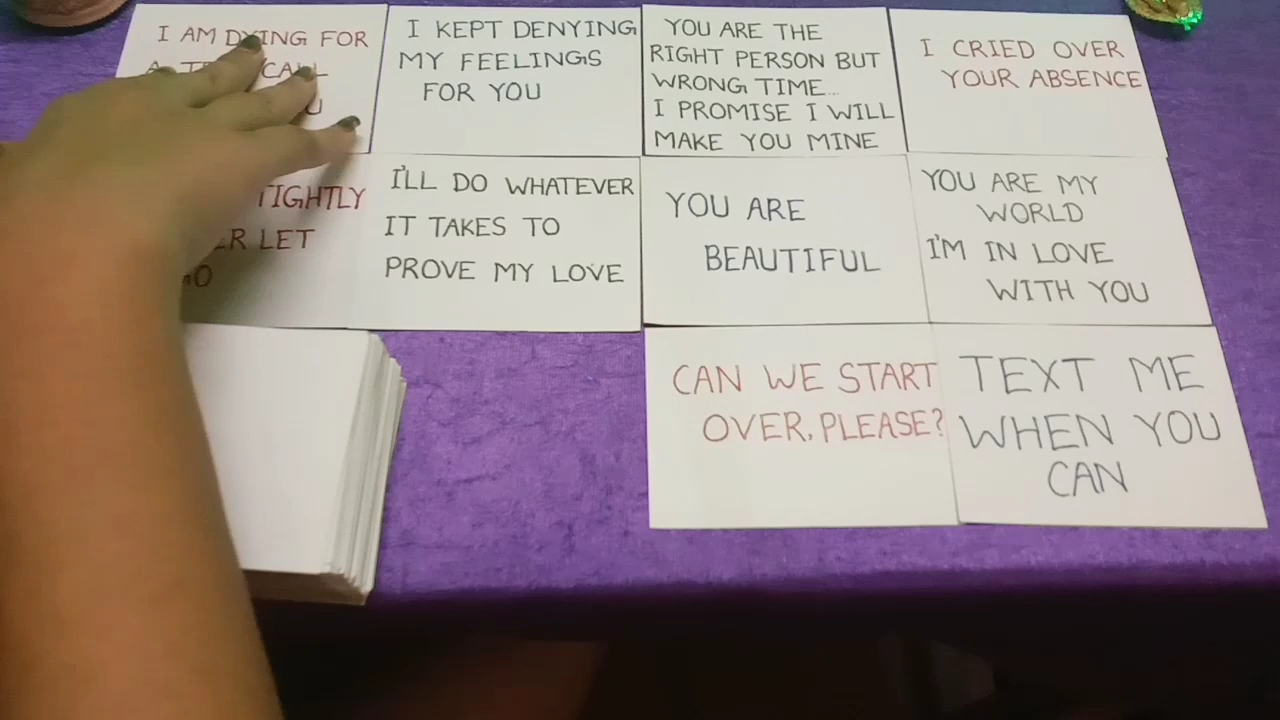 I AM DYING FOR
A CALL
I KEPT DENYING
MY FEELINGS
FOR YOU
YOU ARE THE
RIGHT PERSON BUT
WRONG TIME...
I PROMISE I WILL
MAKE YOU MINE
I CRIED OVER
YOUR ABSENCE
TIGHTLY
LET
I'LL DO WHATEVER
IT TAKES TO
PROVE MY LOVE
YOU ARE
BEAUTIFUL
YOU ARE MY
WORLD
I'M IN LOVE
WITH YOU
CAN WE START
OVER, PLEASE?
TEXT ME
WHEN YOU
CAN